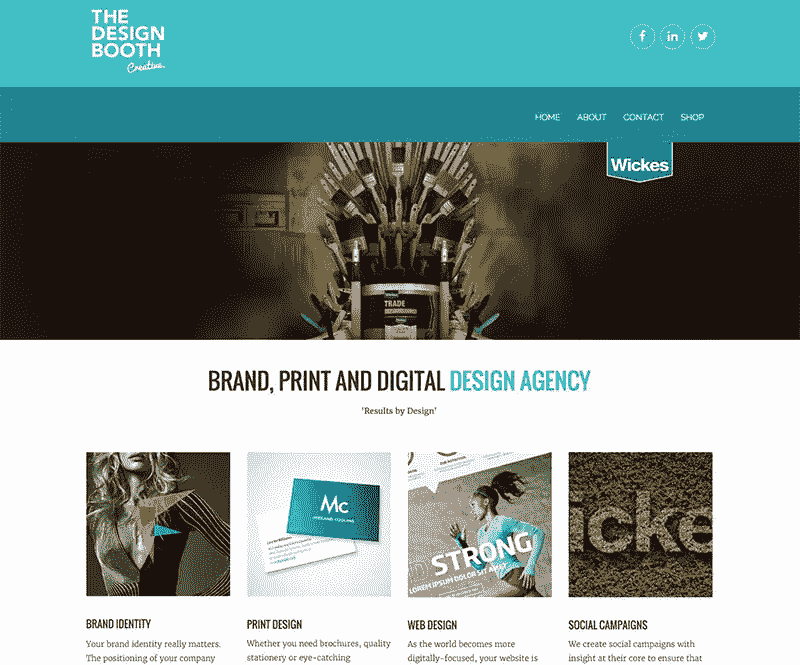 THE
DESIGN
BOOTH
Creative.
HOME ABOUT CONTACT SHOP
Wickes
TRADE
BRAND, PRINT AND DIGITAL DESIGN AGENCY
'Results by Design'
Mc
MIDLAND COOLING
STRONG
LOREM IPSUM DOLOR SIT AMET
icke
BRAND IDENTITY
Your brand identity really matters.
The positioning of your company
PRINT DESIGN
Whether you need brochures, quality
stationery or eye-catching
WEB DESIGN
As the world becomes more
digitally-focused, your website is
SOCIAL CAMPAIGNS
We create social campaigns with
insight at their core to ensure that